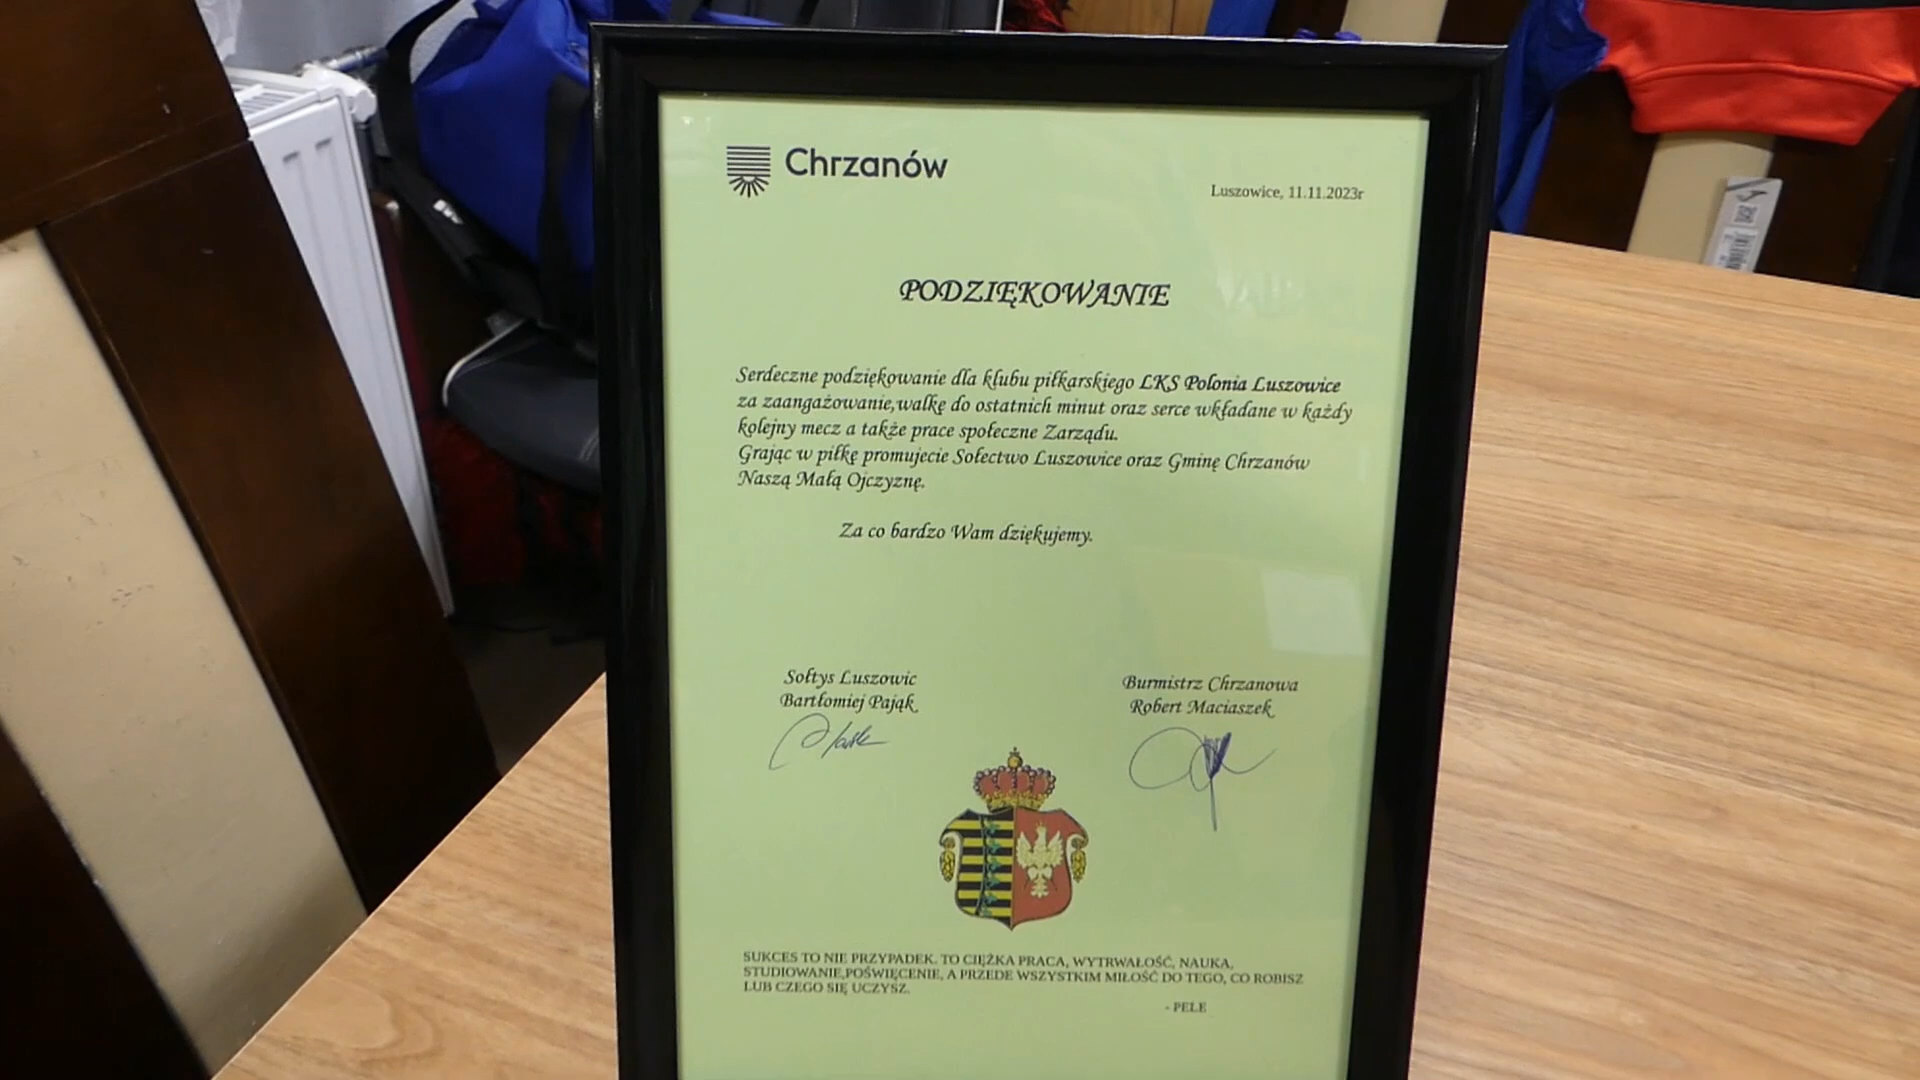 Chrzanów
Luszowice, 11.11.2023r
PODZIĘKOWANIE
Serdeczne podziękowanie dla klubu piłkarskiego LKS Polonia Luszowice
za zaangażowanie,walkę do ostatnich minut oraz serce wkładane w każdy
kolejny mecz a także prace społeczne Zarządu.
Grając w piłkę promujecie Sołectwo Luszowice oraz Gminę Chrzanów
Naszą Małą Ojczyznę.
Za co bardzo Wam dziękujemy.
Sołtys Luszowic
Bartłomiej Pająk
Burmistrz Chrzanowa
Robert Maciaszek
SUKCES TO NIE PRZYPADEK. TO CIĘŻKA PRACA, WYTRWAŁOŚĆ, NAUKA,
STUDIOWANIE,POŚWIĘCENIE, A PRZEDE WSZYSTKIM MIŁOŚĆ DO TEGO, CO ROBISZ
LUB CZEGO SIĘ UCZYSZ.
- PELE